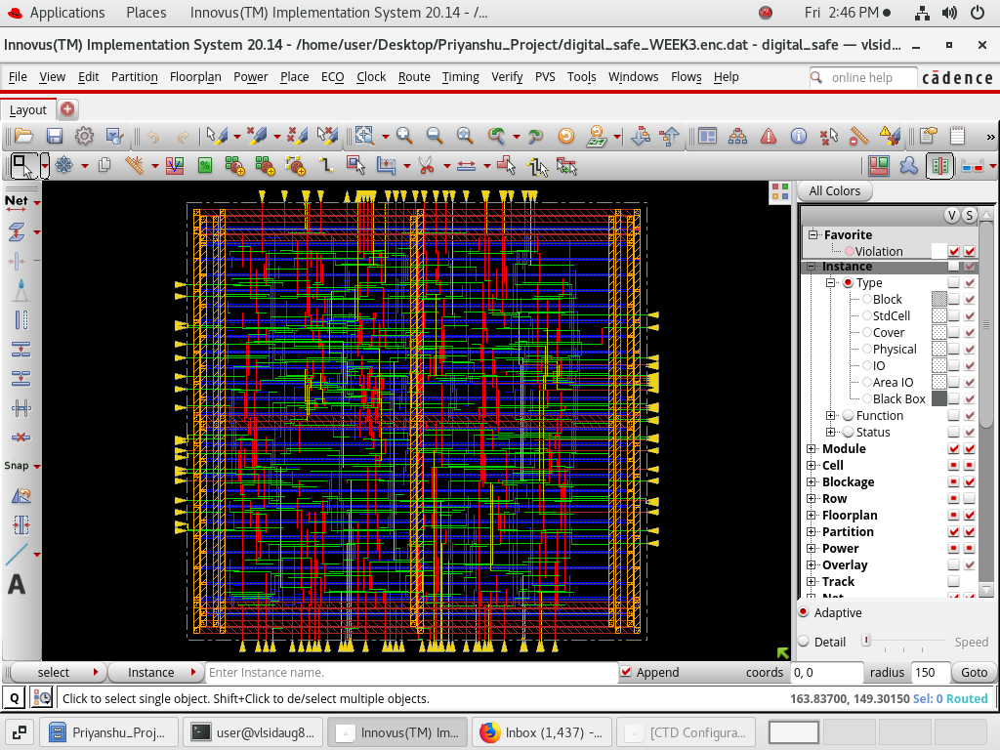 Applications Places Innovus(TM) Implementation System 20.14 - /... Fri 2:46 PM
Innovus(TM) Implementation System 20.14 - /home/user/Desktop/Priyanshu_Project/digital_safe_WEEK3.enc.dat - digital_safe — vlsid...
File View Edit Partition Floorplan Power Place ECO Clock Route Timing Verify PVS Tools Windows Flows Help online help cādence
Layout
»
All Colors
Net
V S
Favorite
Violation
Instance
Type
Block
StdCell
Cover
Physical
IO
Area IO
Black Box
Function
Status
Module
Snap
Cell
Blockage
Row
Floorplan
Partition
Power
Overlay
Track
A
Net
Adaptive
Detail Speed
select Instance Enter Instance name. Append coords 0, 0 radius 150 Goto
Q Click to select single object. Shift+Click to de/select multiple objects. 163.83700, 149.30150 Sel: 0 Routed
Priyanshu_Proj... user@vlsidauq8... Innovus(TM) Im... Inbox (1,437) -... [CTD Configura...